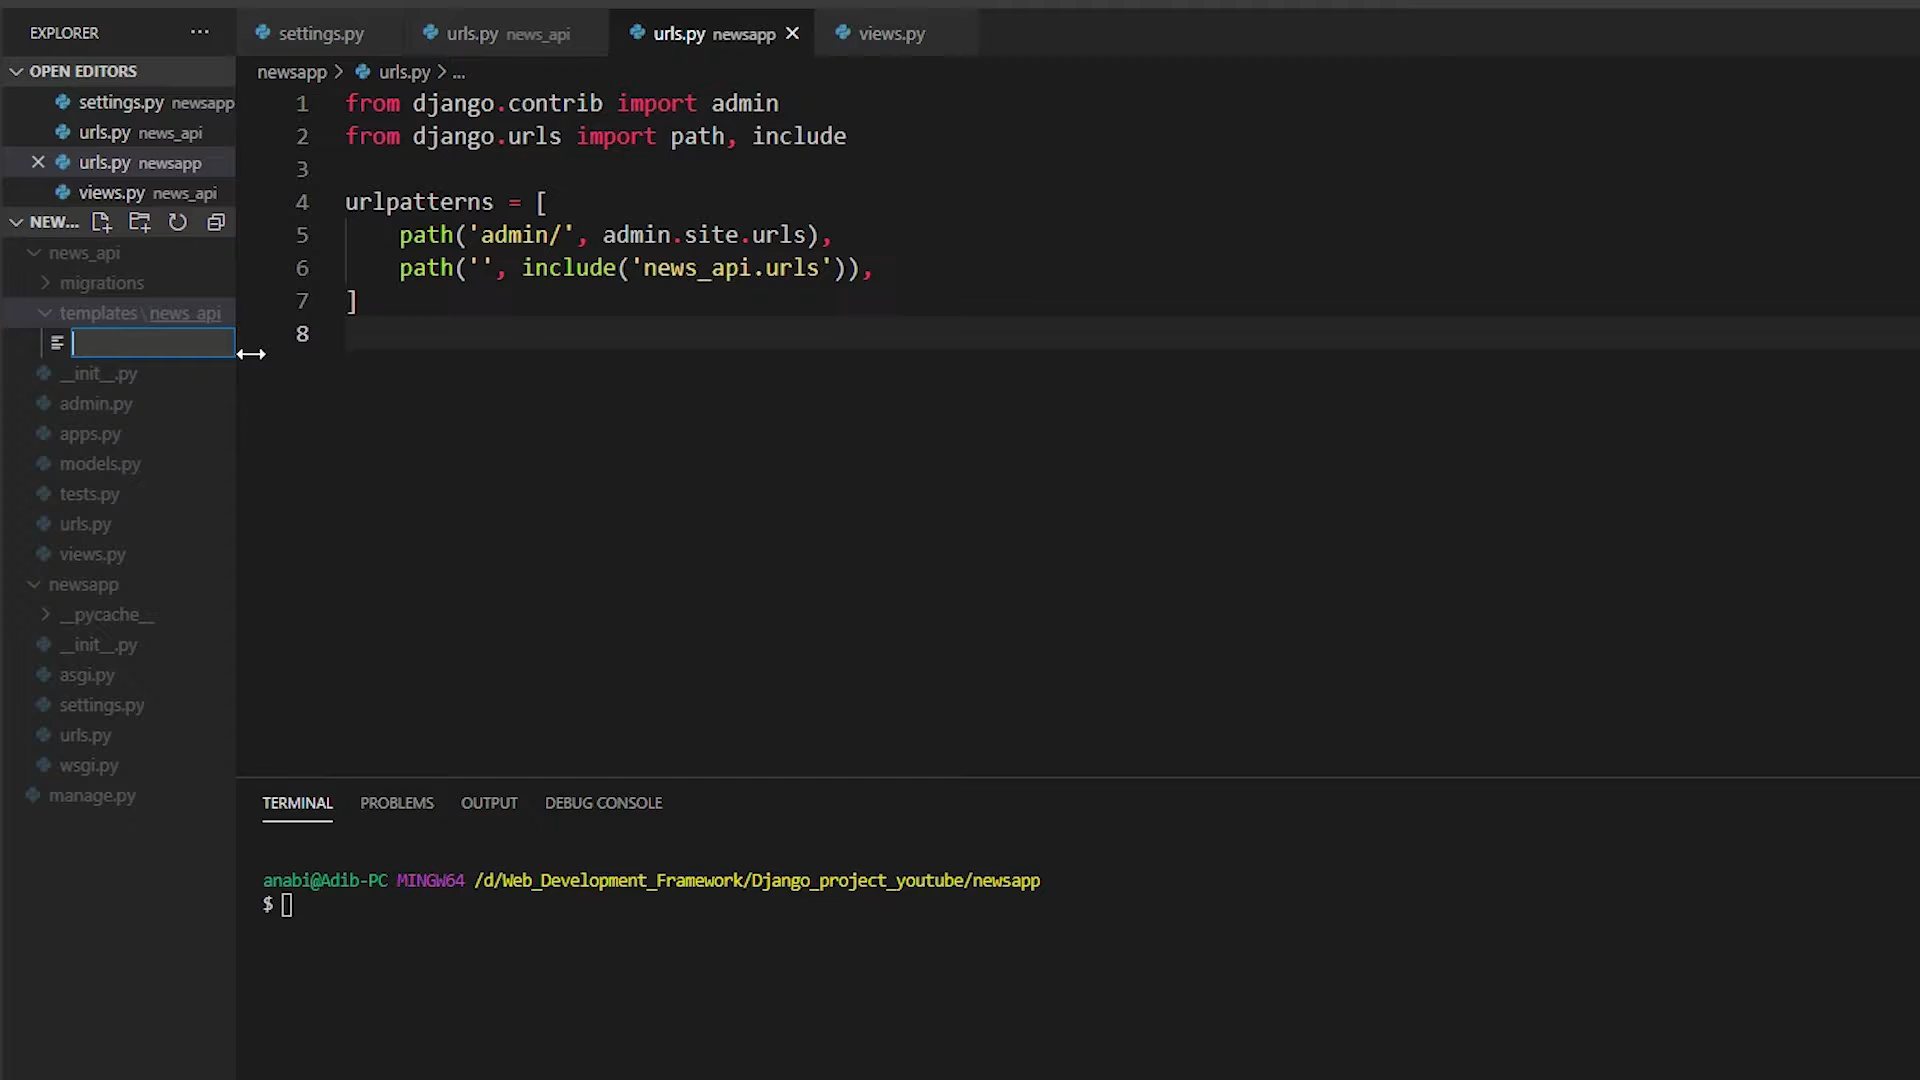 EXPLORER ...
OPEN EDITORS
settings.py newsapp
urls.py news_api
urls.py newsapp
views.py news_api
NEW...
news_api
migrations
templates\news_api
__init__.py
admin.py
apps.py
models.py
tests.py
urls.py
views.py
newsapp
__pycache__
__init__.py
asgi.py
settings.py
urls.py
wsgi.py
manage.py
settings.py urls.py news_api urls.py newsapp views.py
newsapp > urls.py > ...
1 from django.contrib import admin
2 from django.urls import path, include
3
4 urlpatterns = [
5     path('admin/', admin.site.urls),
6     path('', include('news_api.urls')),
7 ]
8
TERMINAL PROBLEMS OUTPUT DEBUG CONSOLE
anabi@Adib-PC MINGW64 /d/Web_Development_Framework/Django_project_youtube/newsapp
$